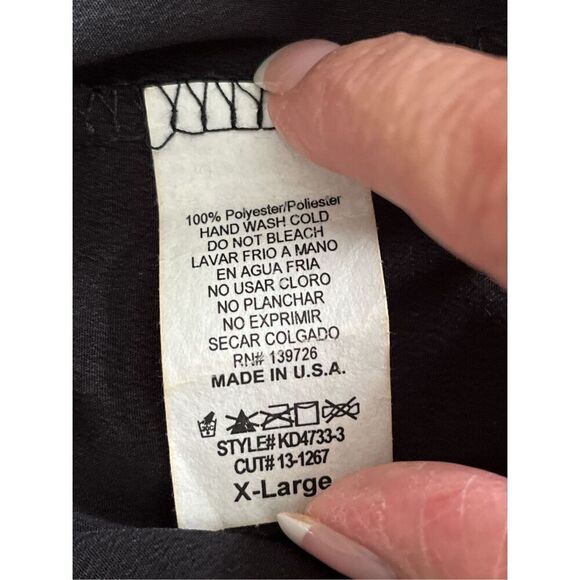 100% Polyester/Poliester
HAND WASH COLD
DO NOT BLEACH
LAVAR FRIO A MANO
EN AGUA FRIA
NO USAR CLORO
NO PLANCHAR
NO EXPRIMIR
SECAR COLGADO
RN# 139726
MADE IN U.S.A.
STYLE# KD4733-3
CUT# 13-1267
X-Large